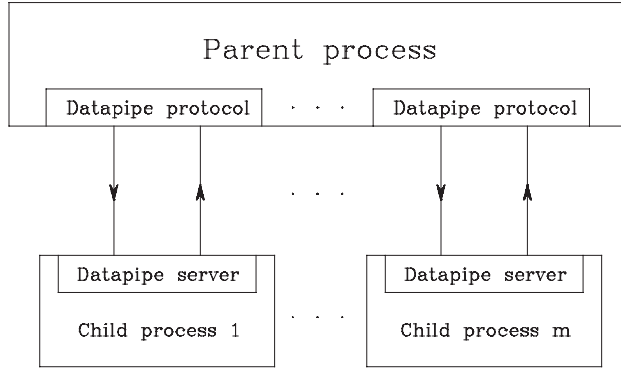 Parent process
Datapipe protocol . . . Datapipe protocol
. . .
Datapipe server Datapipe server
. . .
Child process 1 Child process m